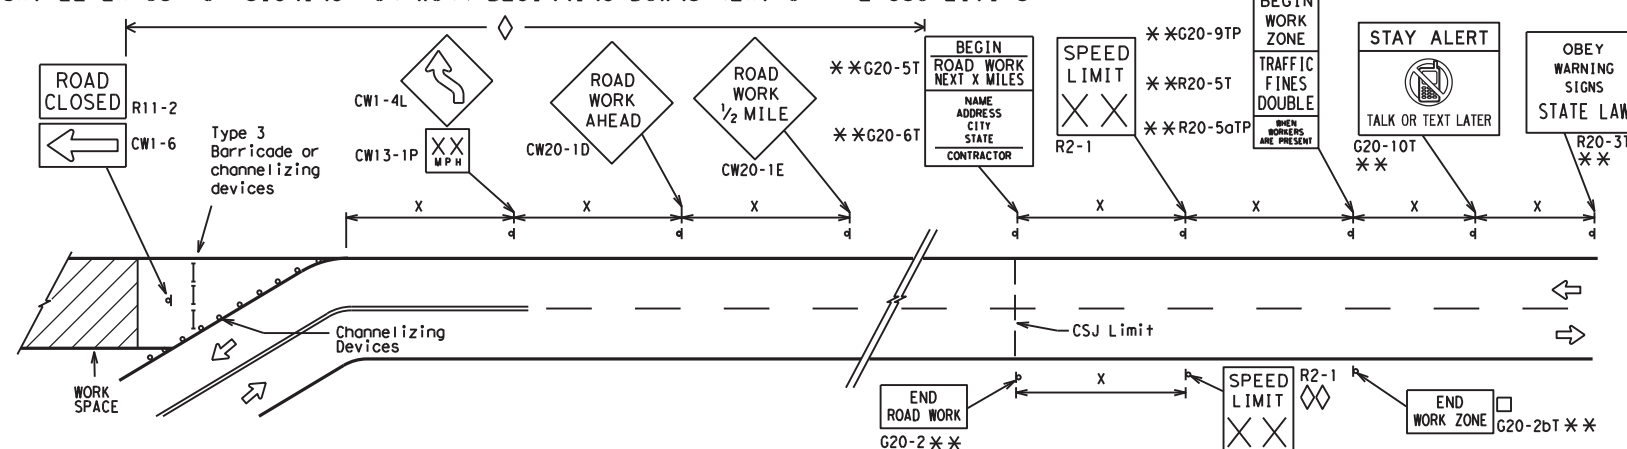 ROAD
CLOSED
R11-2
CW1-6
Type 3
Barricade or
channelizing
devices
CW1-4L
XX
MPH
CW13-1P
ROAD
WORK
AHEAD
CW20-1D
ROAD
WORK
1/2 MILE
CW20-1E
**G20-5T
**G20-6T
BEGIN
ROAD WORK
NEXT X MILES
NAME
ADDRESS
CITY
STATE
CONTRACTOR
SPEED
LIMIT
XX
R2-1
**G20-9TP
**R20-5T
**R20-5aTP
BEGIN
WORK
ZONE
TRAFFIC
FINES
DOUBLE
WHEN
WORKERS
ARE PRESENT
STAY ALERT
TALK OR TEXT LATER
G20-10T
**
OBEY
WARNING
SIGNS
STATE LAW
R20-3T
**
X X X X X X X
Channelizing
Devices
CSJ Limit
WORK
SPACE
END
ROAD WORK
G20-2 **
X
SPEED
LIMIT
XX
R2-1
END
WORK ZONE
G20-2bT **